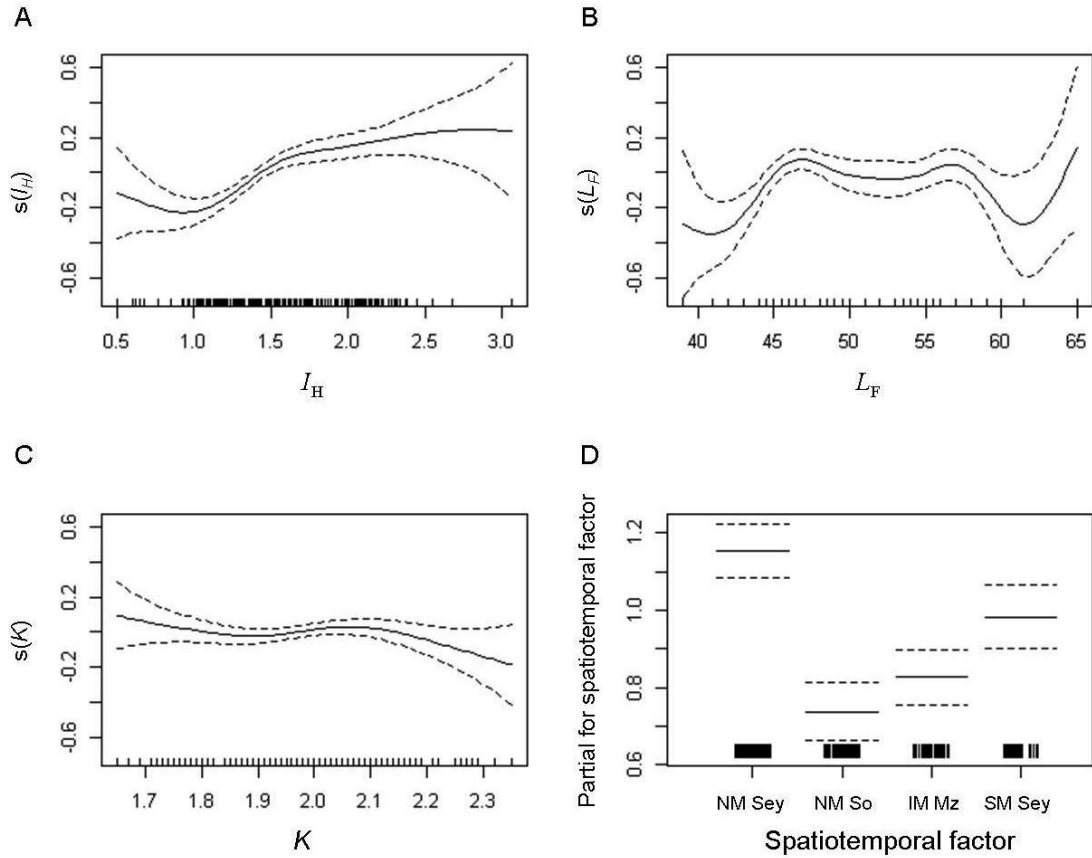 A
s(I_H)
0.6
0.2
-0.2
-0.6
0.5 1.0 1.5 2.0 2.5 3.0
I_H
B
s(L_F)
0.6
0.2
-0.2
-0.6
40 45 50 55 60 65
L_F
C
s(K)
0.6
0.2
-0.2
-0.6
1.7 1.8 1.9 2.0 2.1 2.2 2.3
K
D
Partial for spatiotemporal factor
1.2
1.0
0.8
0.6
NM Sey NM So IM Mz SM Sey
Spatiotemporal factor